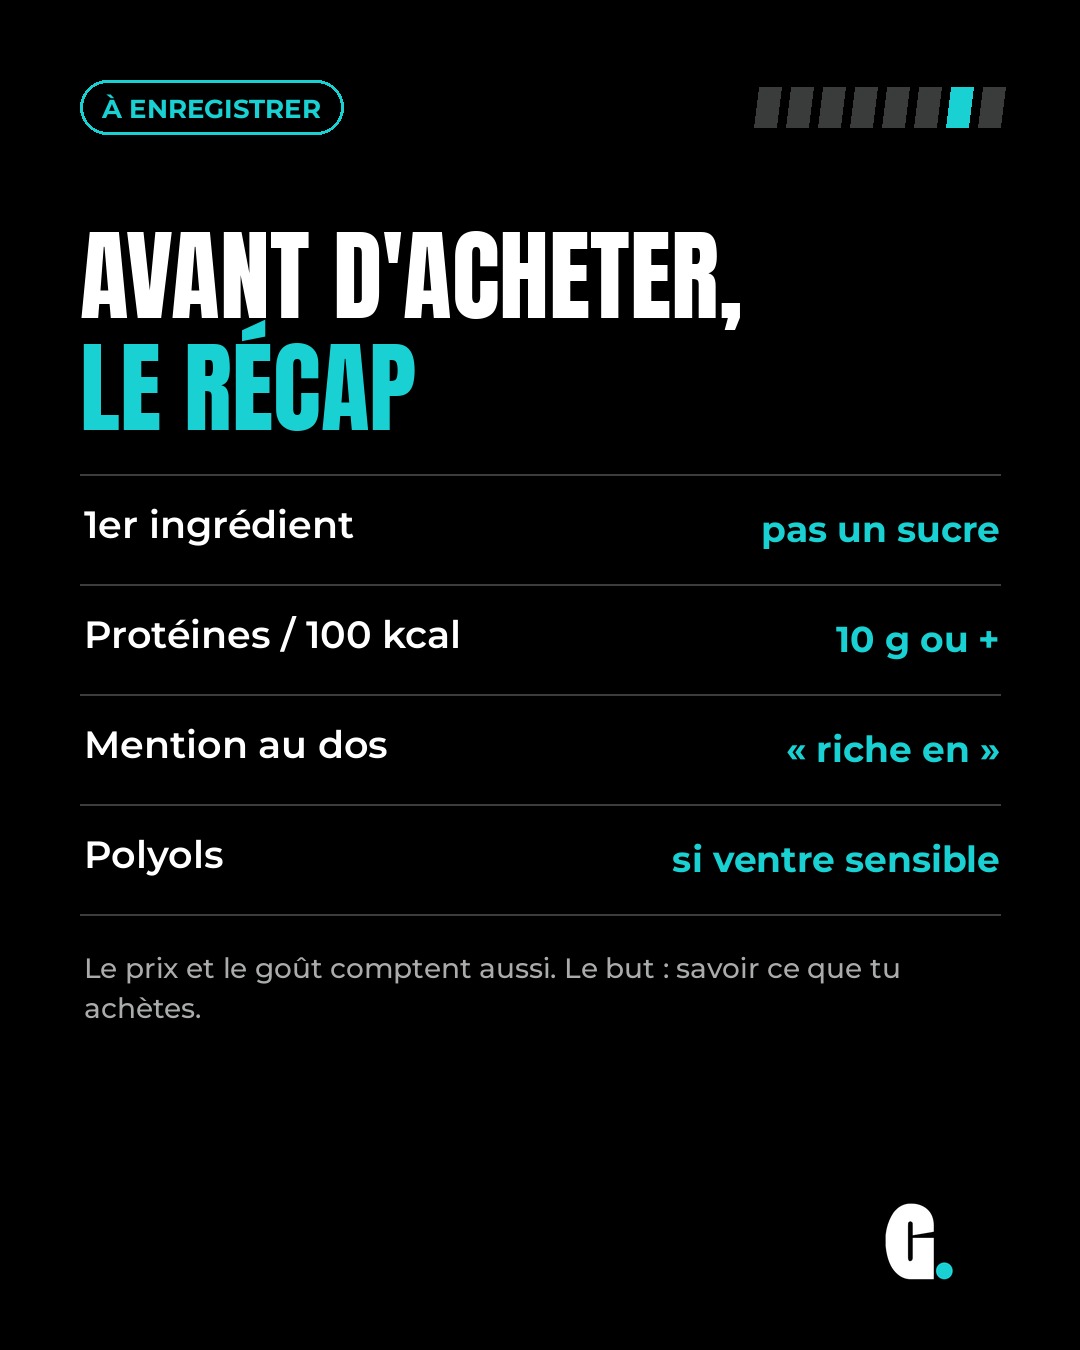 À ENREGISTRER
AVANT D'ACHETER,
LE RÉCAP
1er ingrédient
pas un sucre
Protéines / 100 kcal
10 g ou +
Mention au dos
« riche en »
Polyols
si ventre sensible
Le prix et le goût comptent aussi. Le but : savoir ce que tu
achètes.
G.